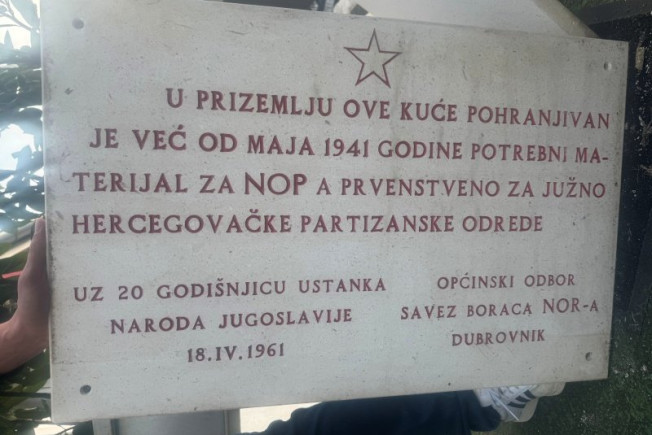 U PRIZEMLJU OVE KUĆE POHRANJIVAN
JE VEĆ OD MAJA 1941 GODINE POTREBNI MA-
TERIJAL ZA NOP A PRVENSTVENO ZA JUŽNO
HERCEGOVAČKE PARTIZANSKE ODREDE
UZ 20 GODIŠNJICU USTANKA
NARODA JUGOSLAVIJE
18.IV.1961
OPĆINSKI ODBOR
SAVEZ BORACA NOR-A
DUBROVNIK